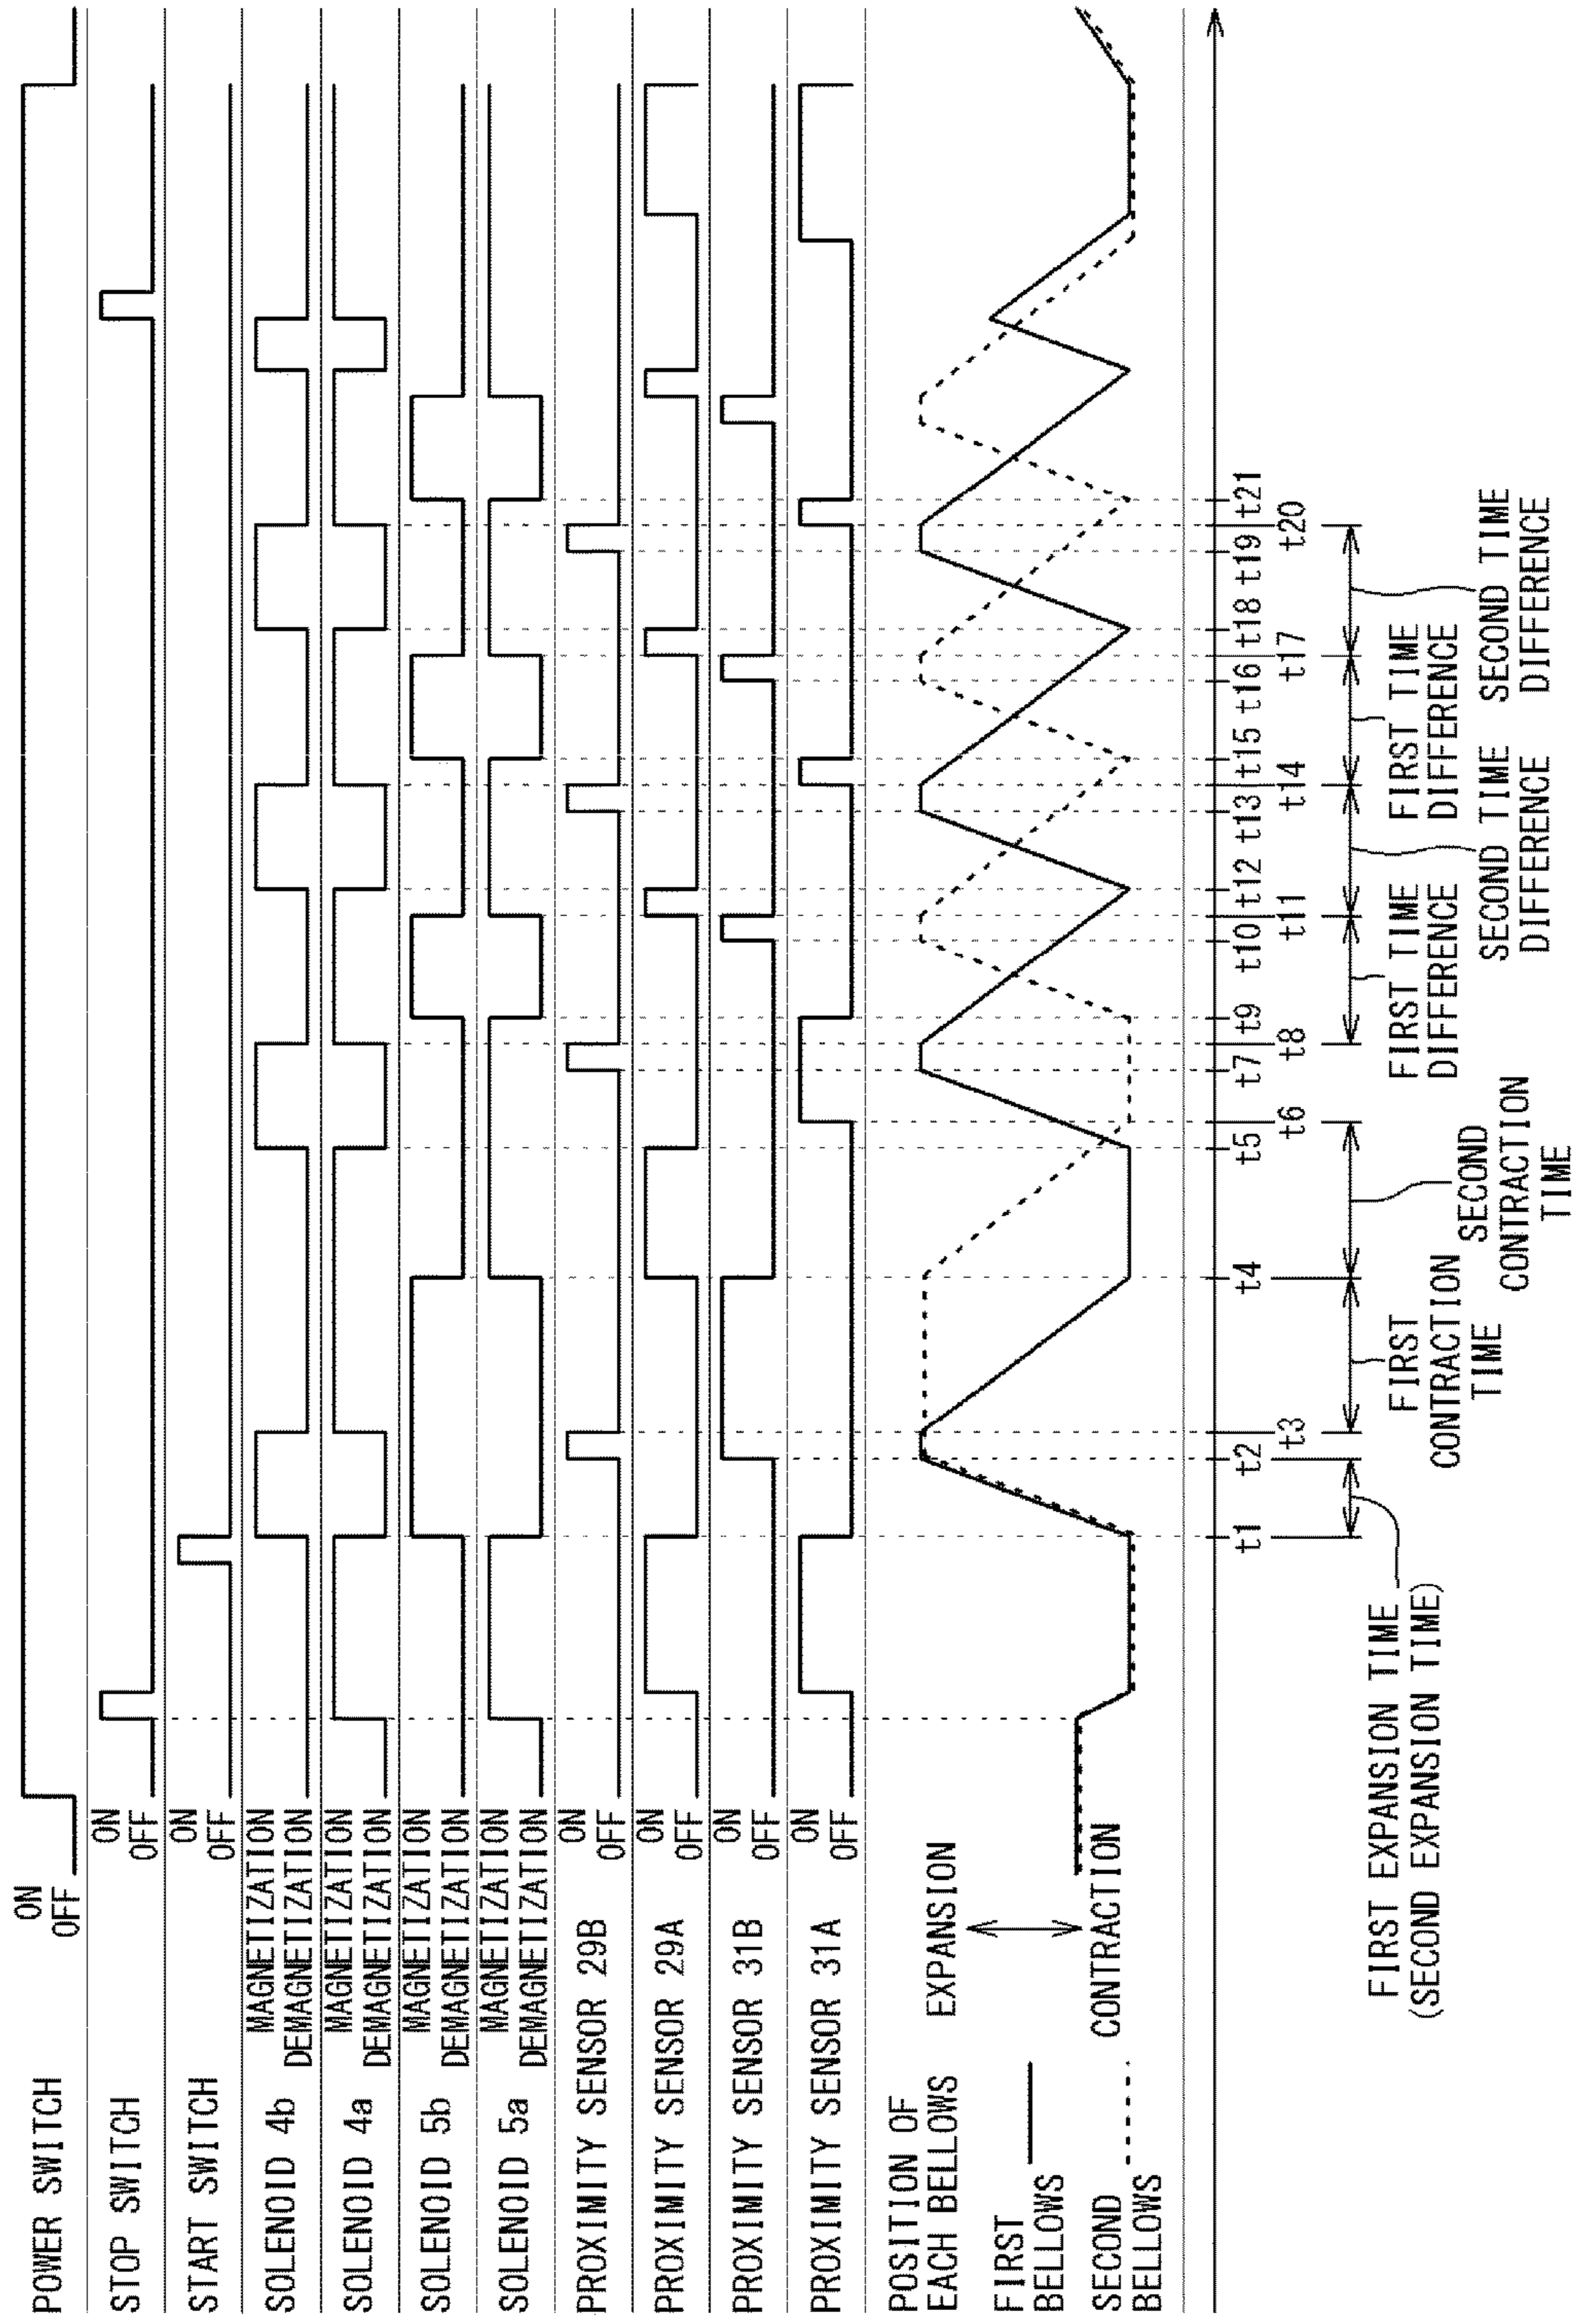 POWER SWITCH
ON
OFF
STOP SWITCH
ON
OFF
START SWITCH
ON
OFF
SOLENOID 4b
MAGNETIZATION
DEMAGNETIZATION
SOLENOID 4a
MAGNETIZATION
DEMAGNETIZATION
SOLENOID 5b
MAGNETIZATION
DEMAGNETIZATION
SOLENOID 5a
MAGNETIZATION
DEMAGNETIZATION
PROXIMITY SENSOR 29B
ON
OFF
PROXIMITY SENSOR 29A
ON
OFF
PROXIMITY SENSOR 31B
ON
OFF
PROXIMITY SENSOR 31A
ON
OFF
POSITION OF
EACH BELLOWS
EXPANSION
CONTRACTION
FIRST
BELLOWS
SECOND
BELLOWS
t1
t2
t3
t4
t5
t6
t7
t8
t9
t10
t11
t12
t13
t14
t15
t16
t17
t18
t19
t20
t21
FIRST EXPANSION TIME
(SECOND EXPANSION TIME)
FIRST
CONTRACTION
TIME
SECOND
CONTRACTION
TIME
FIRST TIME
DIFFERENCE
SECOND TIME
DIFFERENCE
FIRST TIME
DIFFERENCE
SECOND TIME
DIFFERENCE